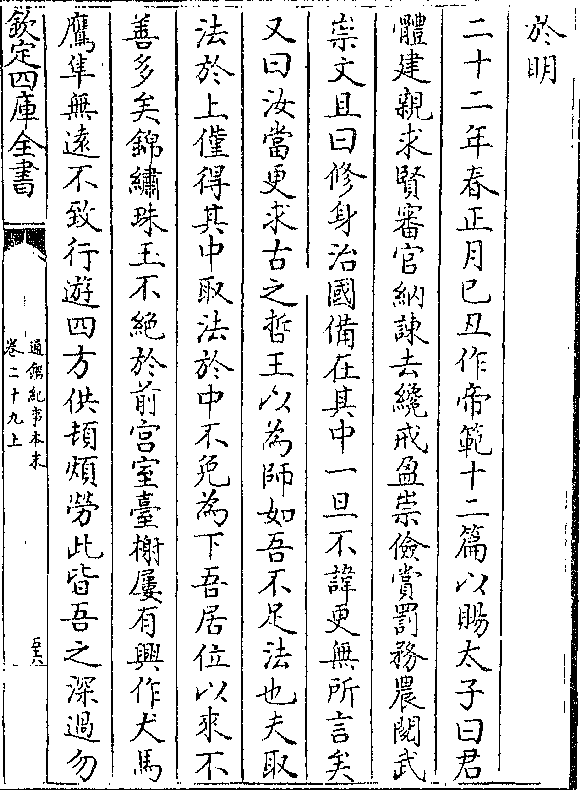 於明
二十二年春正月己丑作帝範十二篇以賜太子曰君
體建親求賢審官納諫去纔戒盈崇儉賞罰務農閱武
崇文且曰修身治國備在其中一旦不諱更無所言矣
又曰汝當更求古之哲王以為師如吾不足法也夫取
法於上僅得其中取法於中不免為下吾居位以來不
善多矣錦繡珠玉不絕於前宫室臺榭屢有興作犬馬
鷹隼無遠不致行遊四方供頓煩勞此皆吾之深過勿
欽定四庫全書
通鑑紀事本末
卷二十九上